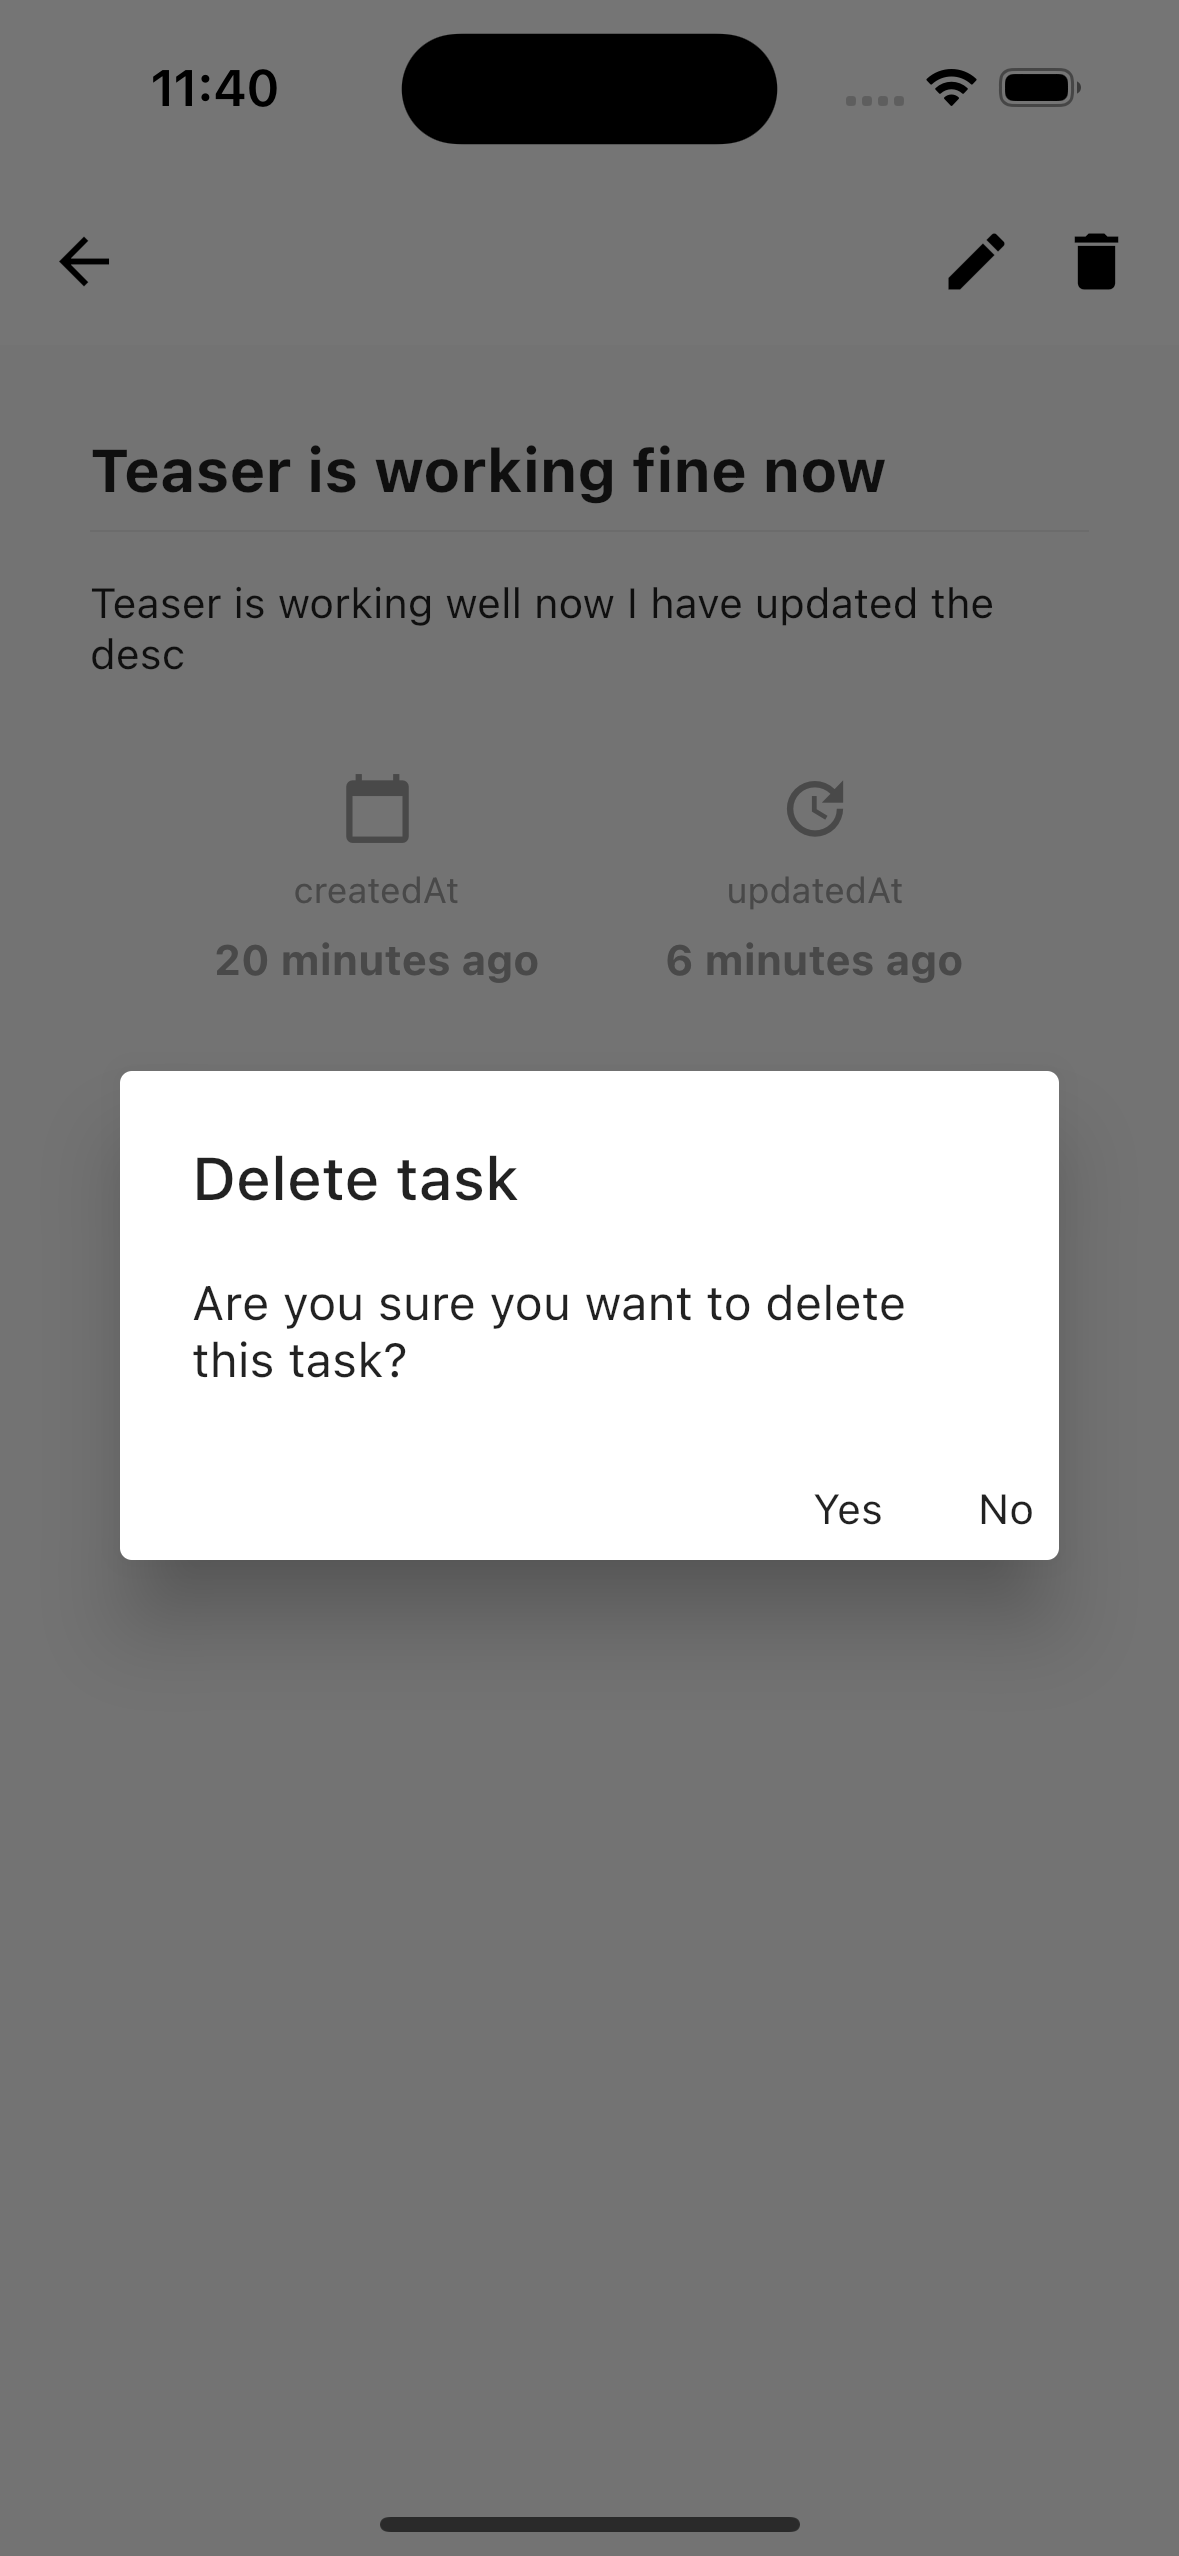 11:40
Teaser is working fine now
Teaser is working well now I have updated the
desc
createdAt
updatedAt
20 minutes ago
6 minutes ago
Delete task
Are you sure you want to delete
this task?
Yes
No